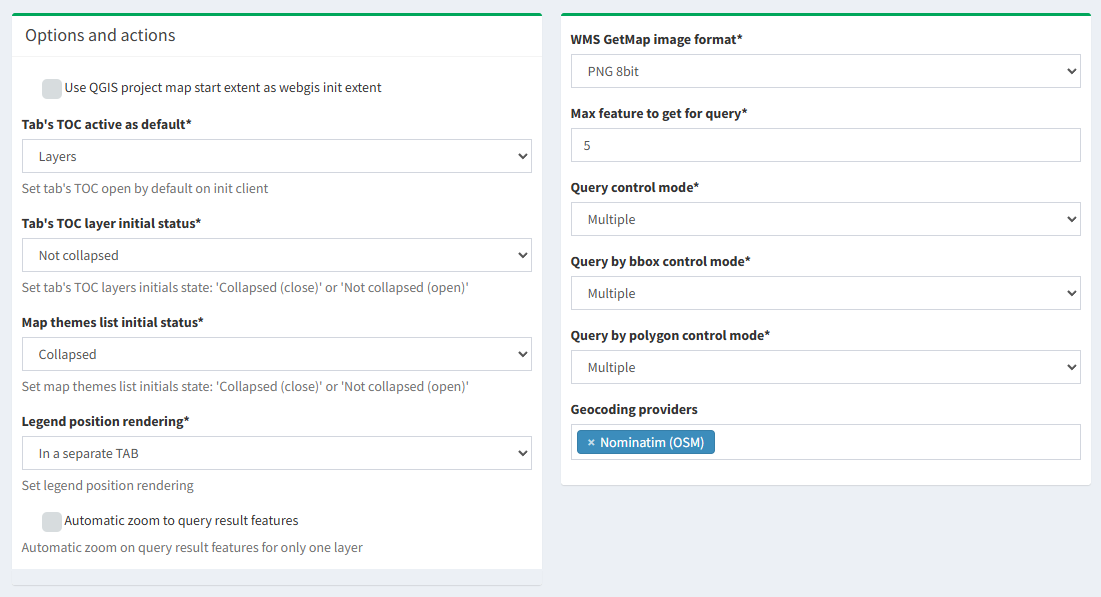 Options and actions
Use QGIS project map start extent as webgis init extent
Tab's TOC active as default*
Layers
Set tab's TOC open by default on init client
Tab's TOC layer initial status*
Not collapsed
Set tab's TOC layers initials state: 'Collapsed (close)' or 'Not collapsed (open)'
Map themes list initial status*
Collapsed
Set map themes list initials state: 'Collapsed (close)' or 'Not collapsed (open)'
Legend position rendering*
In a separate TAB
Set legend position rendering
Automatic zoom to query result features
Automatic zoom on query result features for only one layer
WMS GetMap image format*
PNG 8bit
Max feature to get for query*
5
Query control mode*
Multiple
Query by bbox control mode*
Multiple
Query by polygon control mode*
Multiple
Geocoding providers
× Nominatim (OSM)